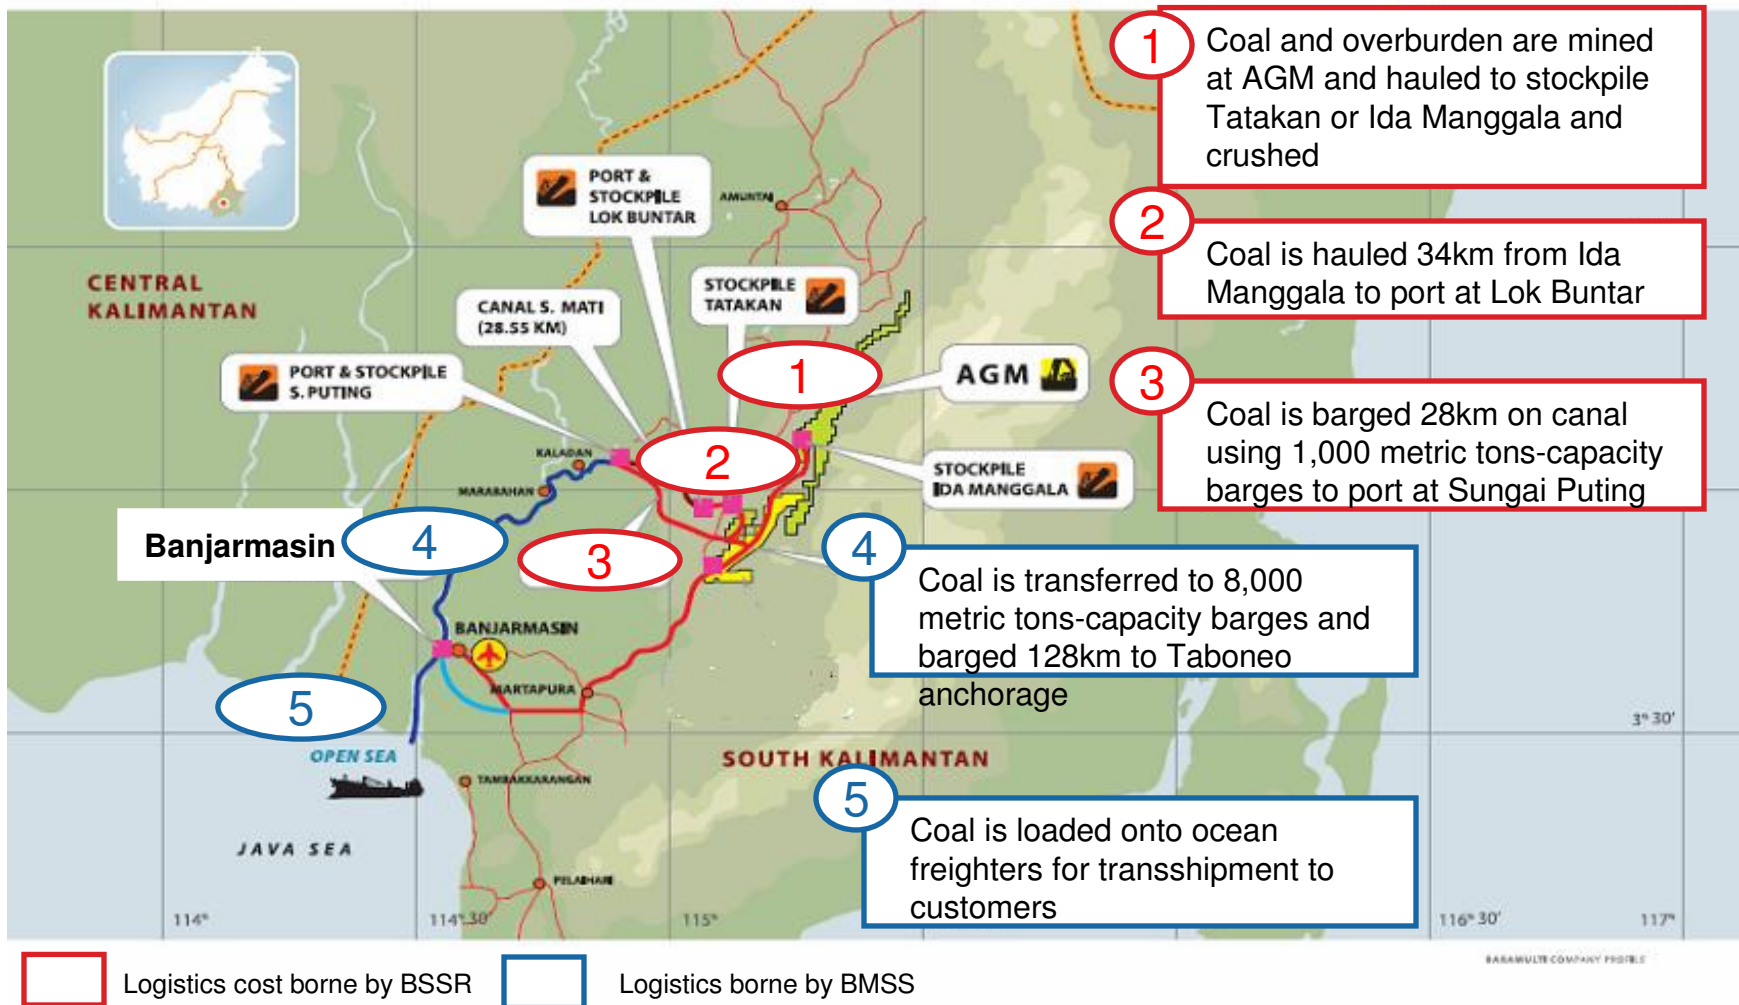 1
Coal and overburden are mined
at AGM and hauled to stockpile
Tatakan or Ida Manggala and
crushed
2
Coal is hauled 34km from Ida
Manggala to port at Lok Buntar
3
Coal is barged 28km on canal
using 1,000 metric tons-capacity
barges to port at Sungai Puting
4
Coal is transferred to 8,000
metric tons-capacity barges and
barged 128km to Taboneo
anchorage
5
Coal is loaded onto ocean
freighters for transshipment to
customers
PORT &
STOCKPILE
LOK BUNTAR
AMUNTAI
CENTRAL
KALIMANTAN
STOCKPILE
TATAKAN
CANAL S. MATI
(28.55 KM)
PORT & STOCKPILE
S. PUTING
1
AGM
2
KALADAN
MARABAHAN
STOCKPILE
IDA MANGGALA
Banjarmasin
4
3
BANJARMASIN
MARTAPURA
5
OPEN SEA
SOUTH KALIMANTAN
TAMBAKKARANGAN
JAVA SEA
PELAIHARI
3° 30'
114°
114° 30'
115°
116° 30'
117°
BARAMULTI COMPANY PROFILE
Logistics cost borne by BSSR
Logistics borne by BMSS